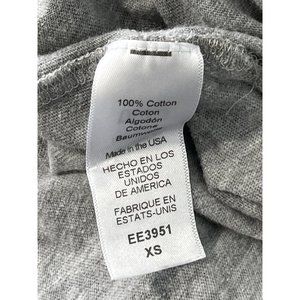 100% Cotton
Coton
Algodón
Cotone
Baumwolle
Made in the USA
HECHO EN LOS
ESTADOS
UNIDOS
DE AMERICA
FABRIQUE EN
ESTATS-UNIS
EE3951
XS